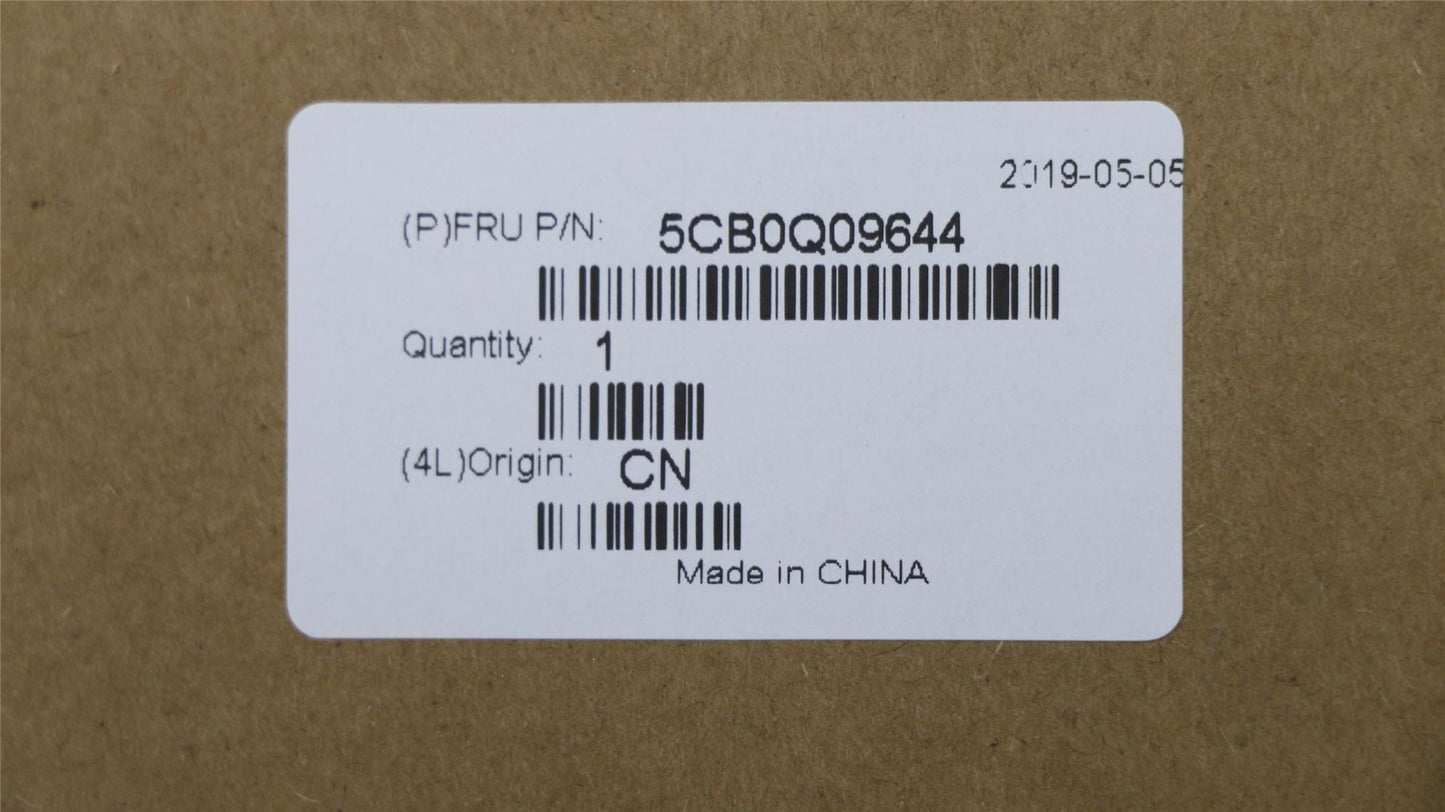 2019-05-05
(P)FRU P/N: 5CB0Q09644
Quantity: 1
(4L)Origin: CN
Made in CHINA